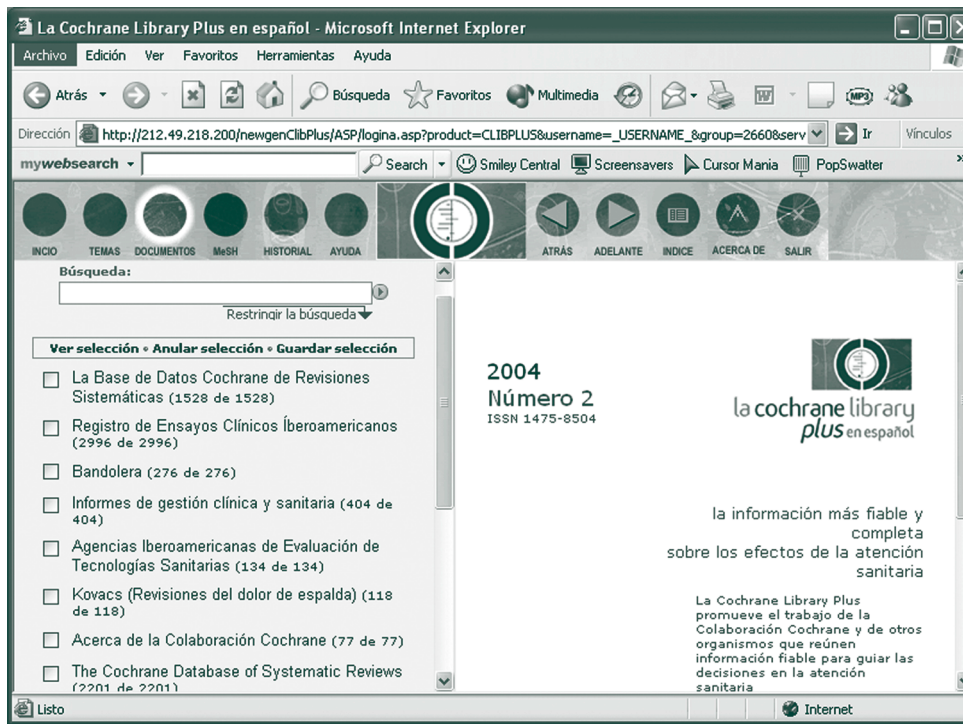 La Cochrane Library Plus en español - Microsoft Internet Explorer
Archivo Edición Ver Favoritos Herramientas Ayuda
Atrás Búsqueda Favoritos Multimedia W MP3
Dirección http://212.49.218.200/newgenClibPlus/ASP/logina.asp?product=CLIBPLUS&username=_USERNAME_&group=2660&serv Ir Vínculos
mywebsearch Search Smiley Central Screensavers Cursor Mania PopSwatter »
INCIO TEMAS DOCUMENTOS MeSH HISTORIAL AYUDA ATRÁS ADELANTE INDICE ACERCA DE SALIR
Búsqueda:
Restringir la búsqueda
Ver selección • Anular selección • Guardar selección
La Base de Datos Cochrane de Revisiones
Sistemáticas (1528 de 1528)
Registro de Ensayos Clínicos Íberoamericanos
(2996 de 2996)
Bandolera (276 de 276)
Informes de gestión clínica y sanitaria (404 de
404)
Agencias Iberoamericanas de Evaluación de
Tecnologías Sanitarias (134 de 134)
Kovacs (Revisiones del dolor de espalda) (118
de 118)
Acerca de la Colaboración Cochrane (77 de 77)
The Cochrane Database of Systematic Reviews
(2201 de 2201)
2004
Número 2
ISSN 1475-8504
la cochrane library
plus en español
la información más fiable y
completa
sobre los efectos de la atención
sanitaria
La Cochrane Library Plus
promueve el trabajo de la
Colaboración Cochrane y de otros
organismos que reúnen
información fiable para guiar las
decisiones en la atención
sanitaria
Listo Internet